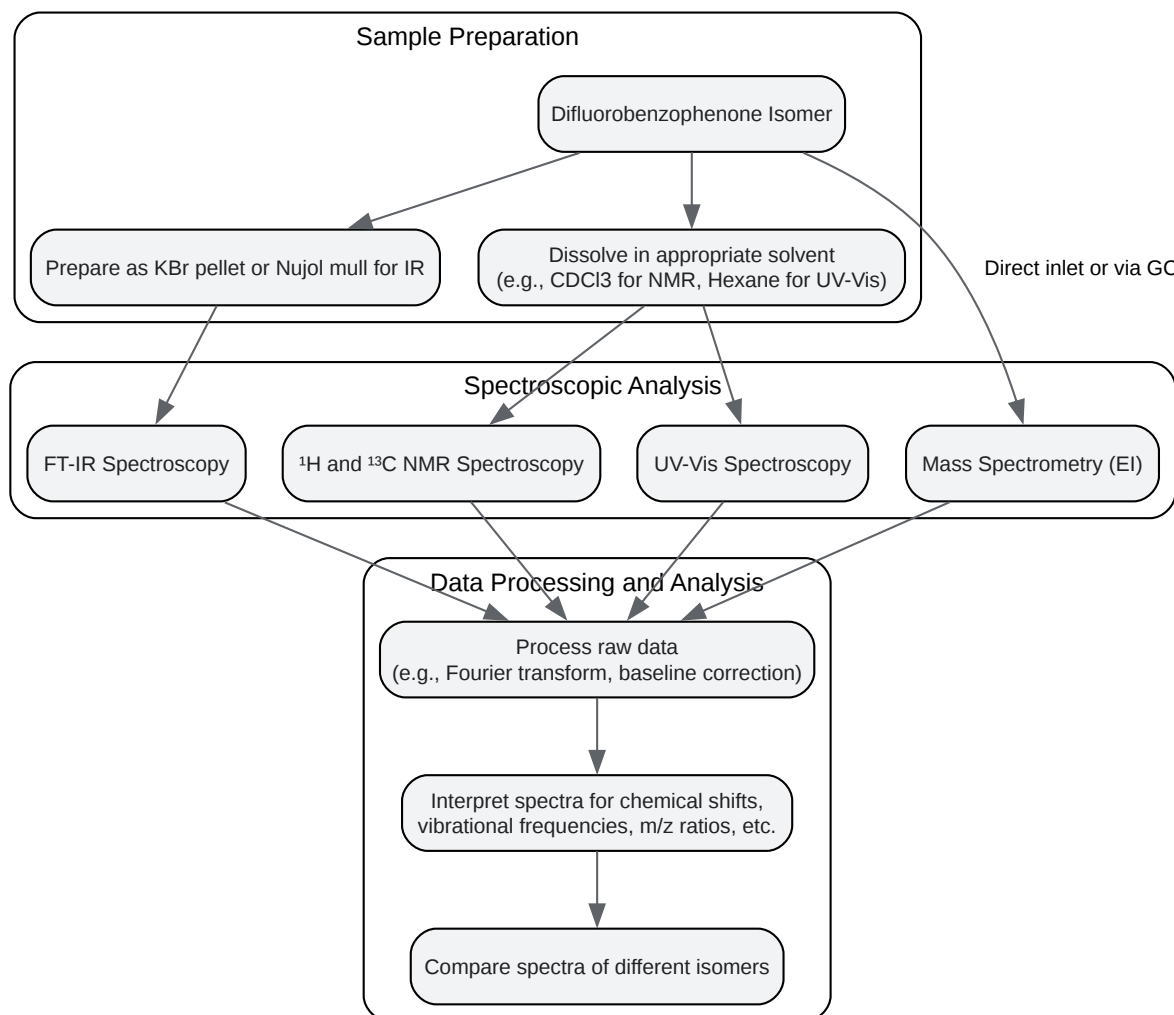 Sample Preparation
Difluorobenzophenone Isomer
Prepare as KBr pellet or Nujol mull for IR
Dissolve in appropriate solvent
(e.g., CDCl3 for NMR, Hexane for UV-Vis)
Direct inlet or via GC
Spectroscopic Analysis
FT-IR Spectroscopy
¹H and ¹³C NMR Spectroscopy
UV-Vis Spectroscopy
Mass Spectrometry (EI)
Data Processing and Analysis
Process raw data
(e.g., Fourier transform, baseline correction)
Interpret spectra for chemical shifts,
vibrational frequencies, m/z ratios, etc.
Compare spectra of different isomers